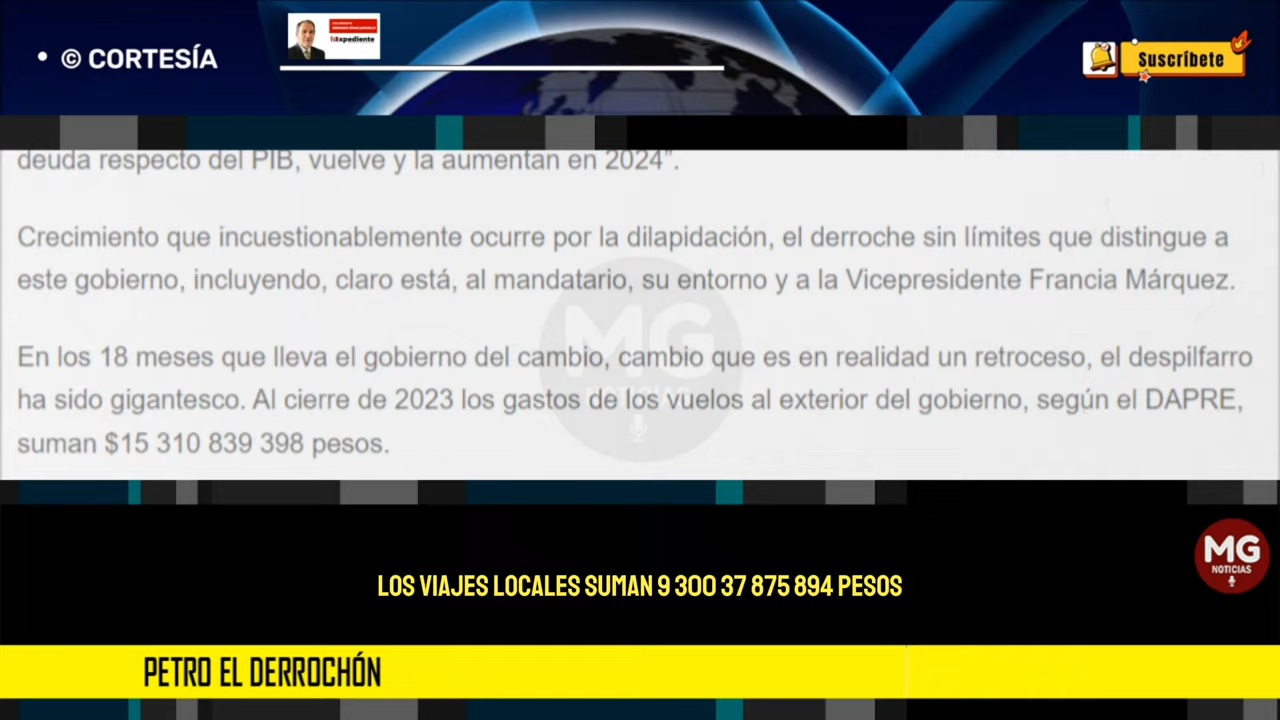 • © CORTESÍA
laExpediente
Suscríbete
deuda respecto del PIB, vuelve y la aumentan en 2024”.
Crecimiento que incuestionablemente ocurre por la dilapidación, el derroche sin límites que distingue a
este gobierno, incluyendo, claro está, al mandatario, su entorno y a la Vicepresidente Francia Márquez.
En los 18 meses que lleva el gobierno del cambio, cambio que es en realidad un retroceso, el despilfarro
ha sido gigantesco. Al cierre de 2023 los gastos de los vuelos al exterior del gobierno, según el DAPRE,
suman $15 310 839 398 pesos.
MG
NOTICIAS
LOS VIAJES LOCALES SUMAN 9 300 37 875 894 PESOS
MG
NOTICIAS
PETRO EL DERROCHÓN